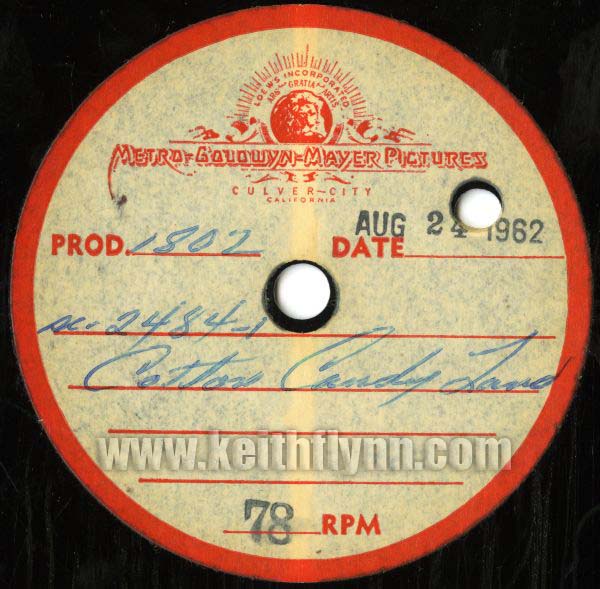 LOEWS INCORPORATED
ARS GRATIA ARTIS
METRO-GOLDWYN-MAYER PICTURES
CULVER-CITY
CALIFORNIA
PROD. 1802 DATE AUG 24 1962
x-2484-1
Cotton Candy Land
www.keithflynn.com
78 RPM